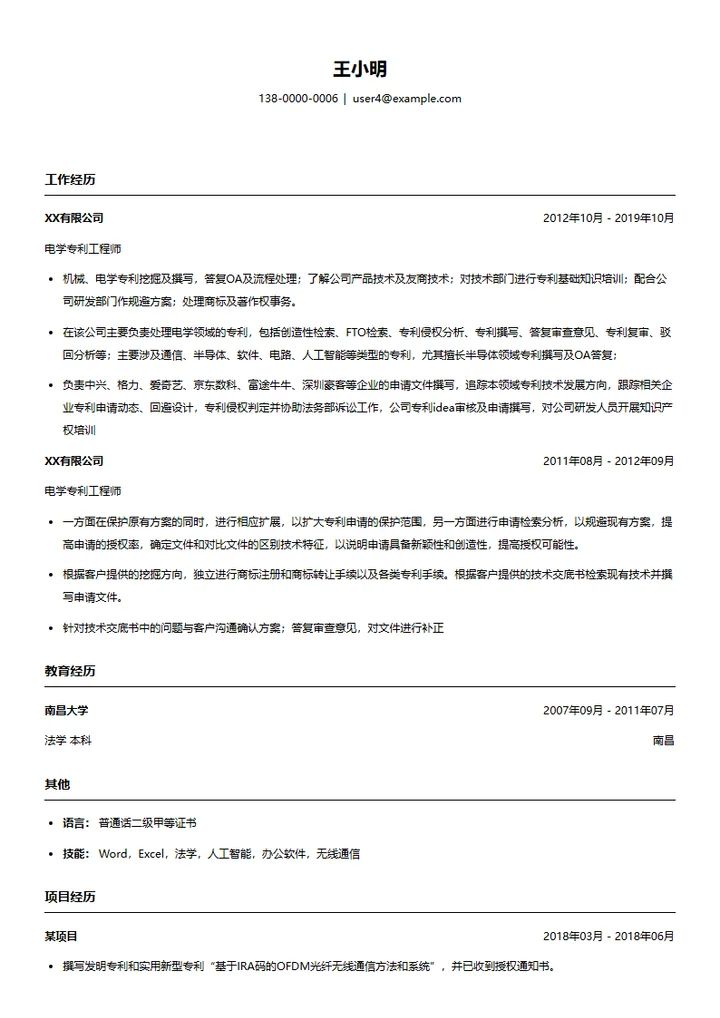 王小明
138-0000-0006 | user4@example.com
工作经历
XX有限公司 2012年10月 - 2019年10月
电学专利工程师
• 机械、电学专利挖掘及撰写，答复OA及流程处理；了解公司产品技术及友商技术；对技术部门进行专利基础知识培训；配合公
司研发部门作规避方案；处理商标及著作权事务。
• 在该公司主要负责处理电学领域的专利，包括创造性检索、FTO检索、专利侵权分析、专利撰写、答复审查意见、专利复审、驳
回分析等；主要涉及通信、半导体、软件、电路、人工智能等类型的专利，尤其擅长半导体领域专利撰写及OA答复；
• 负责中兴、格力、爱奇艺、京东数科、富途牛牛、深圳豪客等企业的申请文件撰写，追踪本领域专利技术发展方向，跟踪相关企
业专利申请动态、回避设计，专利侵权判定并协助法务部诉讼工作，公司专利idea审核及申请撰写，对公司研发人员开展知识产
权培训
XX有限公司 2011年08月 - 2012年09月
电学专利工程师
• 一方面在保护原有方案的同时，进行相应扩展，以扩大专利申请的保护范围，另一方面进行申请检索分析，以规避现有方案，提
高申请的授权率，确定文件和对比文件的区别技术特征，以说明申请具备新颖性和创造性，提高授权可能性。
• 根据客户提供的挖掘方向，独立进行商标注册和商标转让手续以及各类专利手续。根据客户提供的技术交底书检索现有技术并撰
写申请文件。
• 针对技术交底书中的问题与客户沟通确认方案；答复审查意见，对文件进行补正
教育经历
南昌大学 2007年09月 - 2011年07月
法学 本科 南昌
其他
• 语言： 普通话二级甲等证书
• 技能： Word，Excel，法学，人工智能，办公软件，无线通信
项目经历
某项目 2018年03月 - 2018年06月
• 撰写发明专利和实用新型专利“基于IRA码的OFDM光纤无线通信方法和系统”，并已收到授权通知书。